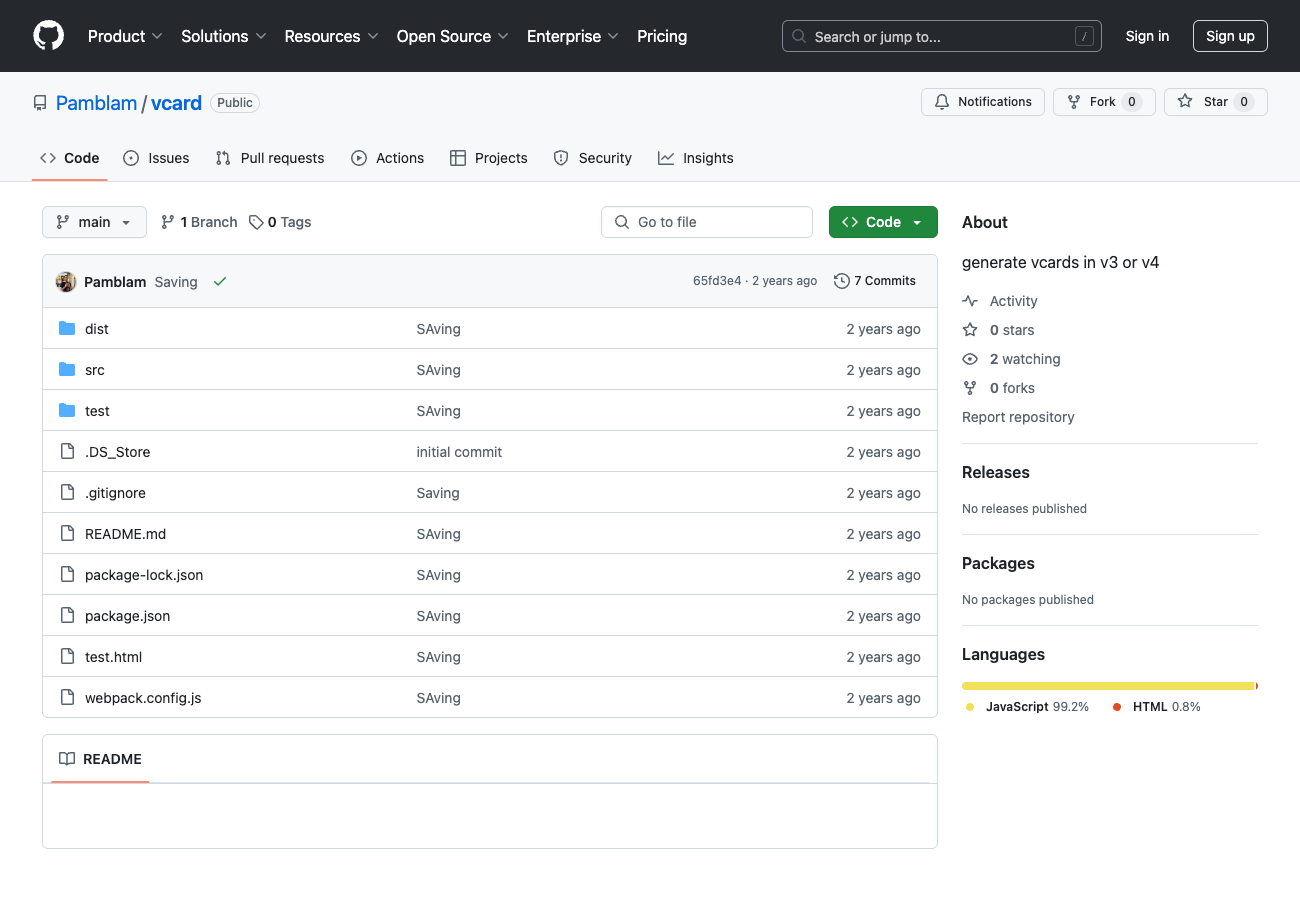 Product Solutions Resources Open Source Enterprise Pricing Search or jump to... / Sign in Sign up
Pamblam / vcard Public Notifications Fork 0 Star 0
Code Issues Pull requests Actions Projects Security Insights
main 1 Branch 0 Tags Go to file Code
Pamblam Saving 65fd3e4 · 2 years ago 7 Commits
dist SAving 2 years ago
src SAving 2 years ago
test SAving 2 years ago
.DS_Store initial commit 2 years ago
.gitignore Saving 2 years ago
README.md SAving 2 years ago
package-lock.json SAving 2 years ago
package.json SAving 2 years ago
test.html SAving 2 years ago
webpack.config.js SAving 2 years ago
README
About
generate vcards in v3 or v4
Activity
0 stars
2 watching
0 forks
Report repository
Releases
No releases published
Packages
No packages published
Languages
JavaScript 99.2% HTML 0.8%